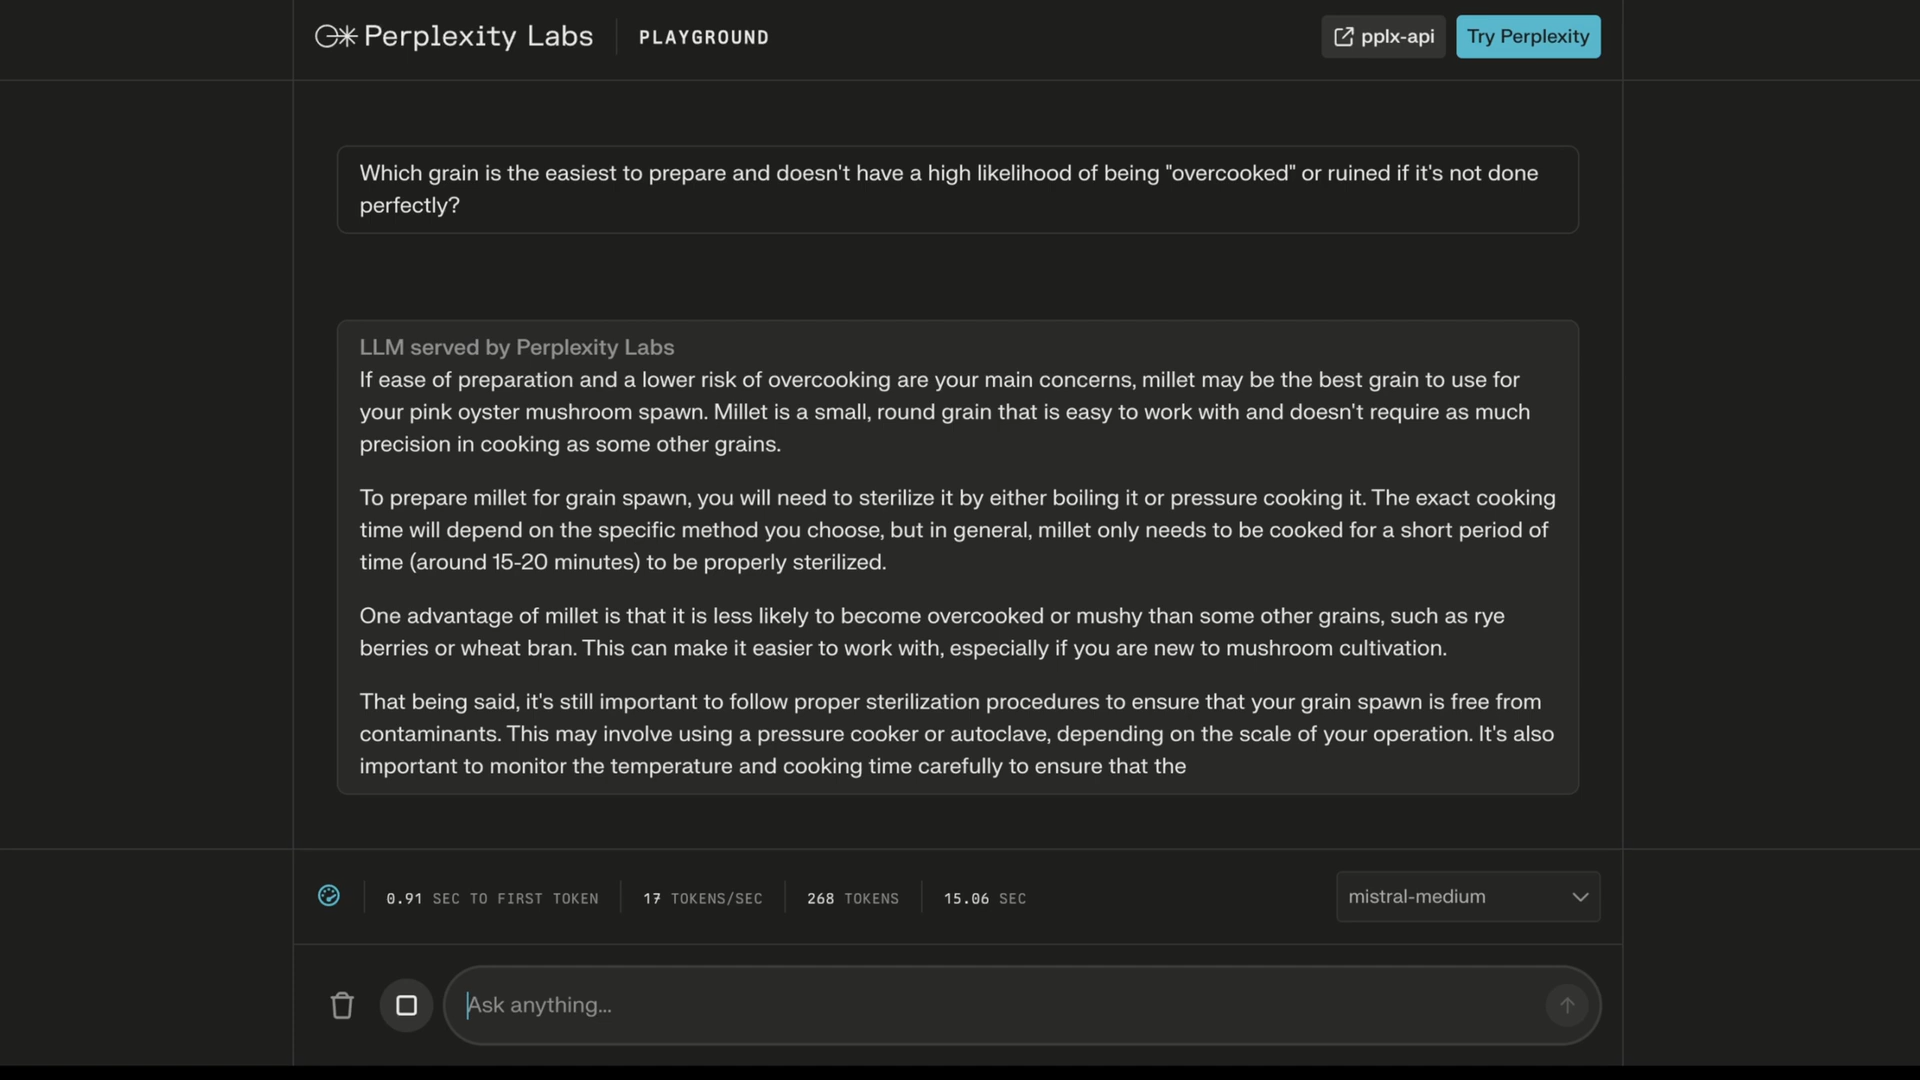 Perplexity Labs PLAYGROUND pplx-api Try Perplexity
Which grain is the easiest to prepare and doesn't have a high likelihood of being "overcooked" or ruined if it's not done
perfectly?
LLM served by Perplexity Labs
If ease of preparation and a lower risk of overcooking are your main concerns, millet may be the best grain to use for
your pink oyster mushroom spawn. Millet is a small, round grain that is easy to work with and doesn't require as much
precision in cooking as some other grains.
To prepare millet for grain spawn, you will need to sterilize it by either boiling it or pressure cooking it. The exact cooking
time will depend on the specific method you choose, but in general, millet only needs to be cooked for a short period of
time (around 15-20 minutes) to be properly sterilized.
One advantage of millet is that it is less likely to become overcooked or mushy than some other grains, such as rye
berries or wheat bran. This can make it easier to work with, especially if you are new to mushroom cultivation.
That being said, it's still important to follow proper sterilization procedures to ensure that your grain spawn is free from
contaminants. This may involve using a pressure cooker or autoclave, depending on the scale of your operation. It's also
important to monitor the temperature and cooking time carefully to ensure that the
0.91 SEC TO FIRST TOKEN 17 TOKENS/SEC 268 TOKENS 15.06 SEC mistral-medium
Ask anything...